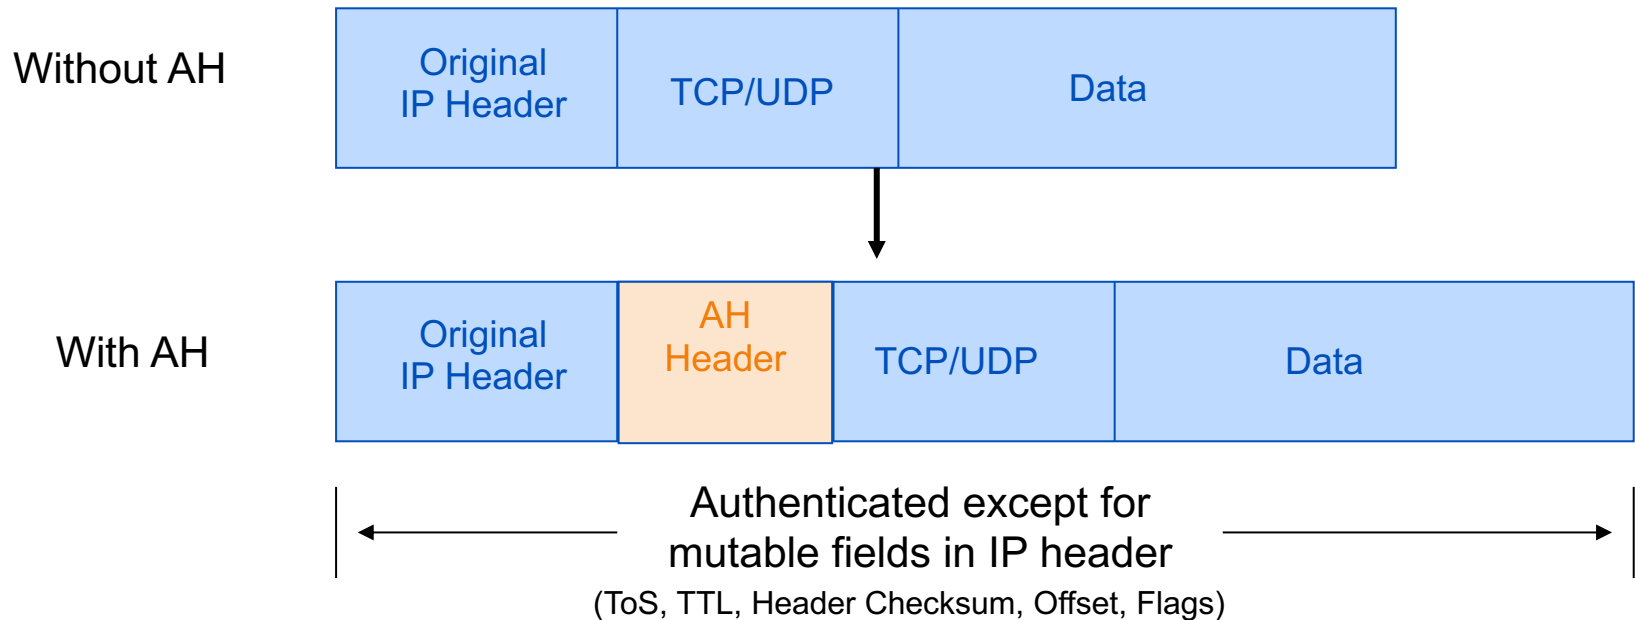 Without AH
Original
IP Header
TCP/UDP
Data
With AH
Original
IP Header
AH
Header
TCP/UDP
Data
Authenticated except for
mutable fields in IP header
(ToS, TTL, Header Checksum, Offset, Flags)